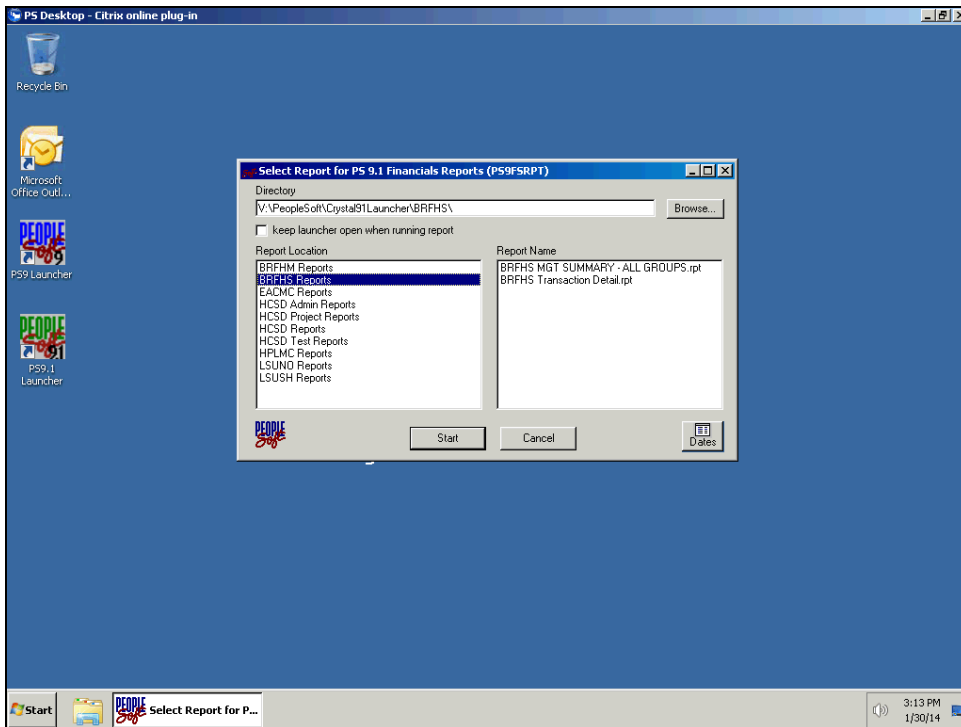 PS Desktop - Citrix online plug-in
Recycle Bin
Microsoft
Office Outl...
PEOPLE
9
PS9 Launcher
PEOPLE
91
PS9.1
Launcher
Select Report for PS 9.1 Financials Reports (PS9FSRPT)
Directory
V:\PeopleSoft\Crystal91Launcher\BRFHS\
Browse...
keep launcher open when running report
Report Location
Report Name
BRFHM Reports
BRFHS Reports
EACMC Reports
HCSD Admin Reports
HCSD Project Reports
HCSD Reports
HCSD Test Reports
HPLMC Reports
LSUNO Reports
LSUSH Reports
BRFHS MGT SUMMARY - ALL GROUPS.rpt
BRFHS Transaction Detail.rpt
PEOPLE
Soft
Start
Cancel
Dates
Start
PEOPLE
Soft
Select Report for P...
3:13 PM
1/30/14